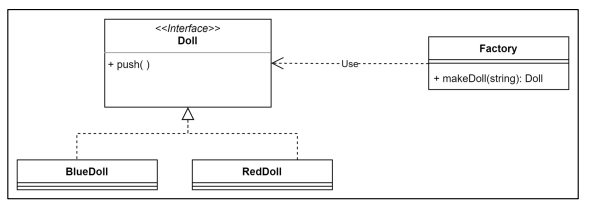 <<Interface>>
Doll
+ push( )
Use
Factory
+ makeDoll(string): Doll
BlueDoll
RedDoll